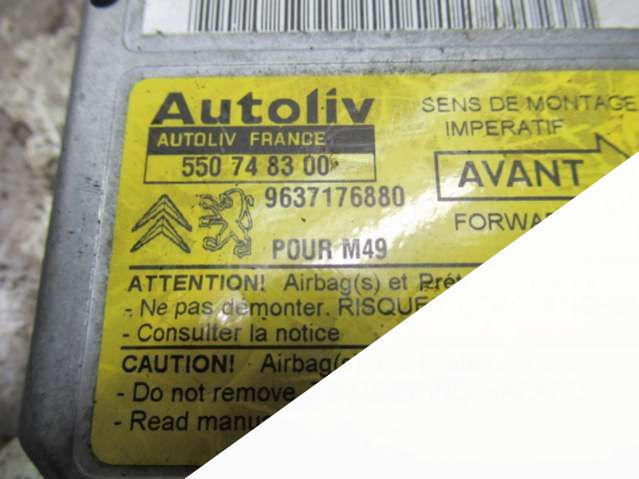 Autoliv
AUTOLIV FRANCE
550 74 83 00
9637176880
POUR M49
SENS DE MONTAGE
IMPERATIF
AVANT
ATTENTION! Airbag(s) et
- Ne pas démonter. RISQUE
- Consulter la notice
CAUTION! Airbag(s
- Do not remove.
- Read